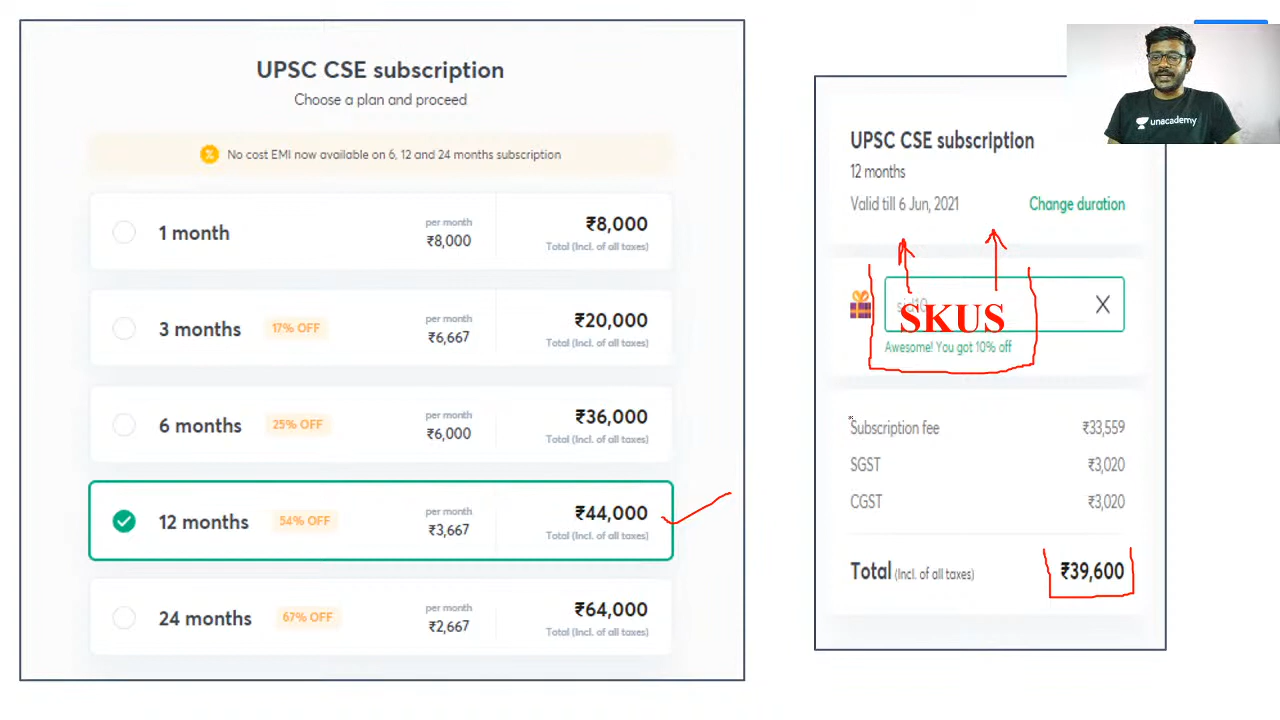 UPSC CSE subscription
Choose a plan and proceed
No cost EMI now available on 6, 12 and 24 months subscription
1 month
per month
₹8,000
₹8,000
Total (Incl. of all taxes)
3 months
17% OFF
per month
₹6,667
₹20,000
Total (Incl. of all taxes)
6 months
25% OFF
per month
₹6,000
₹36,000
Total (Incl. of all taxes)
12 months
54% OFF
per month
₹3,667
₹44,000
Total (Incl. of all taxes)
24 months
67% OFF
per month
₹2,667
₹64,000
Total (Incl. of all taxes)
unacademy
UPSC CSE subscription
12 months
Valid till 6 Jun, 2021
Change duration
SKUS
Awesome! You got 10% off
Subscription fee
₹33,559
SGST
₹3,020
CGST
₹3,020
Total (Incl. of all taxes)
₹39,600